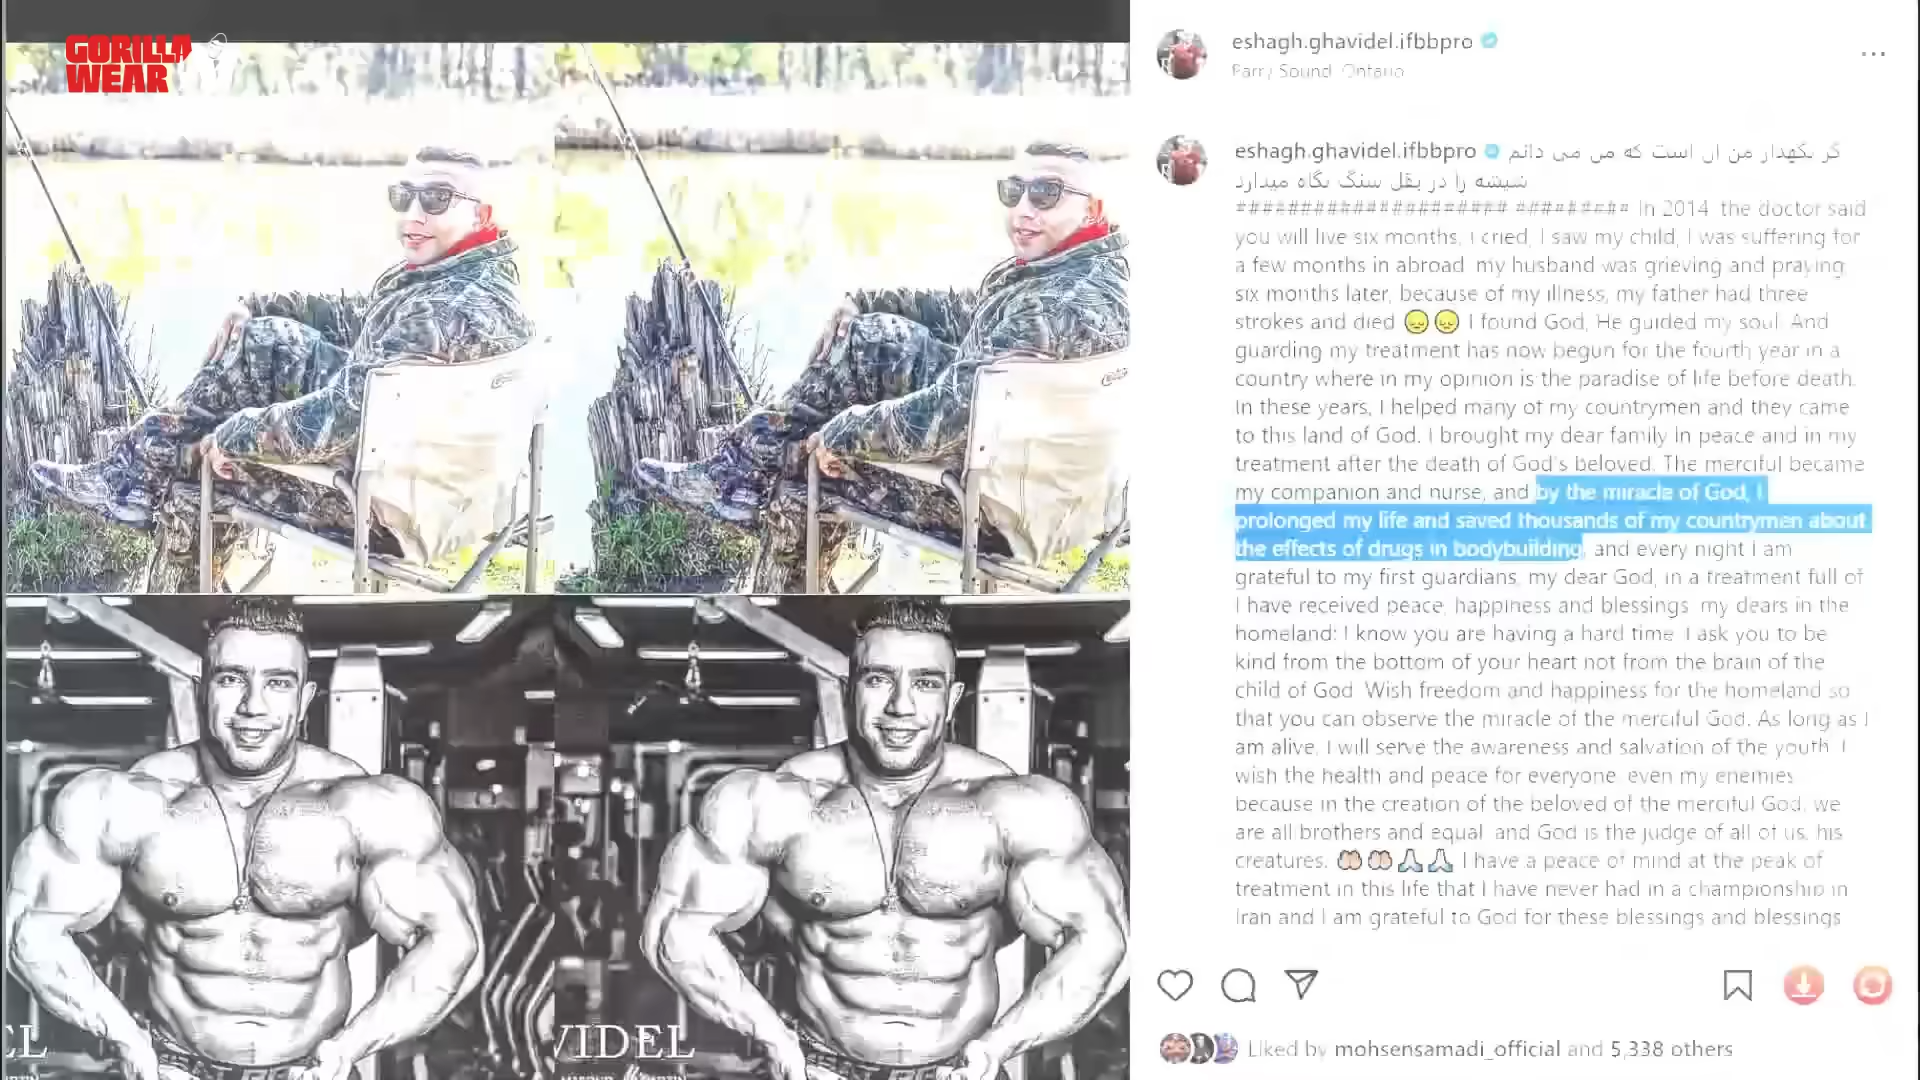 GORILLA
WEAR
EL
VIDEL
eshagh.ghavidel.ifbbpro
Parry Sound, Ontario
eshagh.ghavidel.ifbbpro گر نگهدار من آن است که من می دانم
شیشه را در بغل سنگ نگاه میدارد
##################### ######### In 2014, the doctor said
you will live six months, I cried, I saw my child, I was suffering for
a few months in abroad, my husband was grieving and praying,
six months later, because of my illness, my father had three
strokes and died 😔😔 I found God, He guided my soul. And
guarding my treatment has now begun for the fourth year in a
country where in my opinion is the paradise of life before death.
In these years, I helped many of my countrymen and they came
to this land of God. I brought my dear family in peace and in my
treatment after the death of God's beloved. The merciful became
my companion and nurse, and by the miracle of God, I
prolonged my life and saved thousands of my countrymen about
the effects of drugs in bodybuilding, and every night I am
grateful to my first guardians, my dear God, in a treatment full of
I have received peace, happiness and blessings, my dears in the
homeland: I know you are having a hard time. I ask you to be
kind from the bottom of your heart not from the brain of the
child of God. Wish freedom and happiness for the homeland so
that you can observe the miracle of the merciful God. As long as I
am alive, I will serve the awareness and salvation of the youth. I
wish the health and peace for everyone, even my enemies,
because in the creation of the beloved of the merciful God, we
are all brothers and equal, and God is the judge of all of us, his
creatures. 🤲🤲🙏🙏 I have a peace of mind at the peak of
treatment in this life that I have never had in a championship in
Iran and I am grateful to God for these blessings and blessings
Liked by mohsensamadi_official and 5,338 others